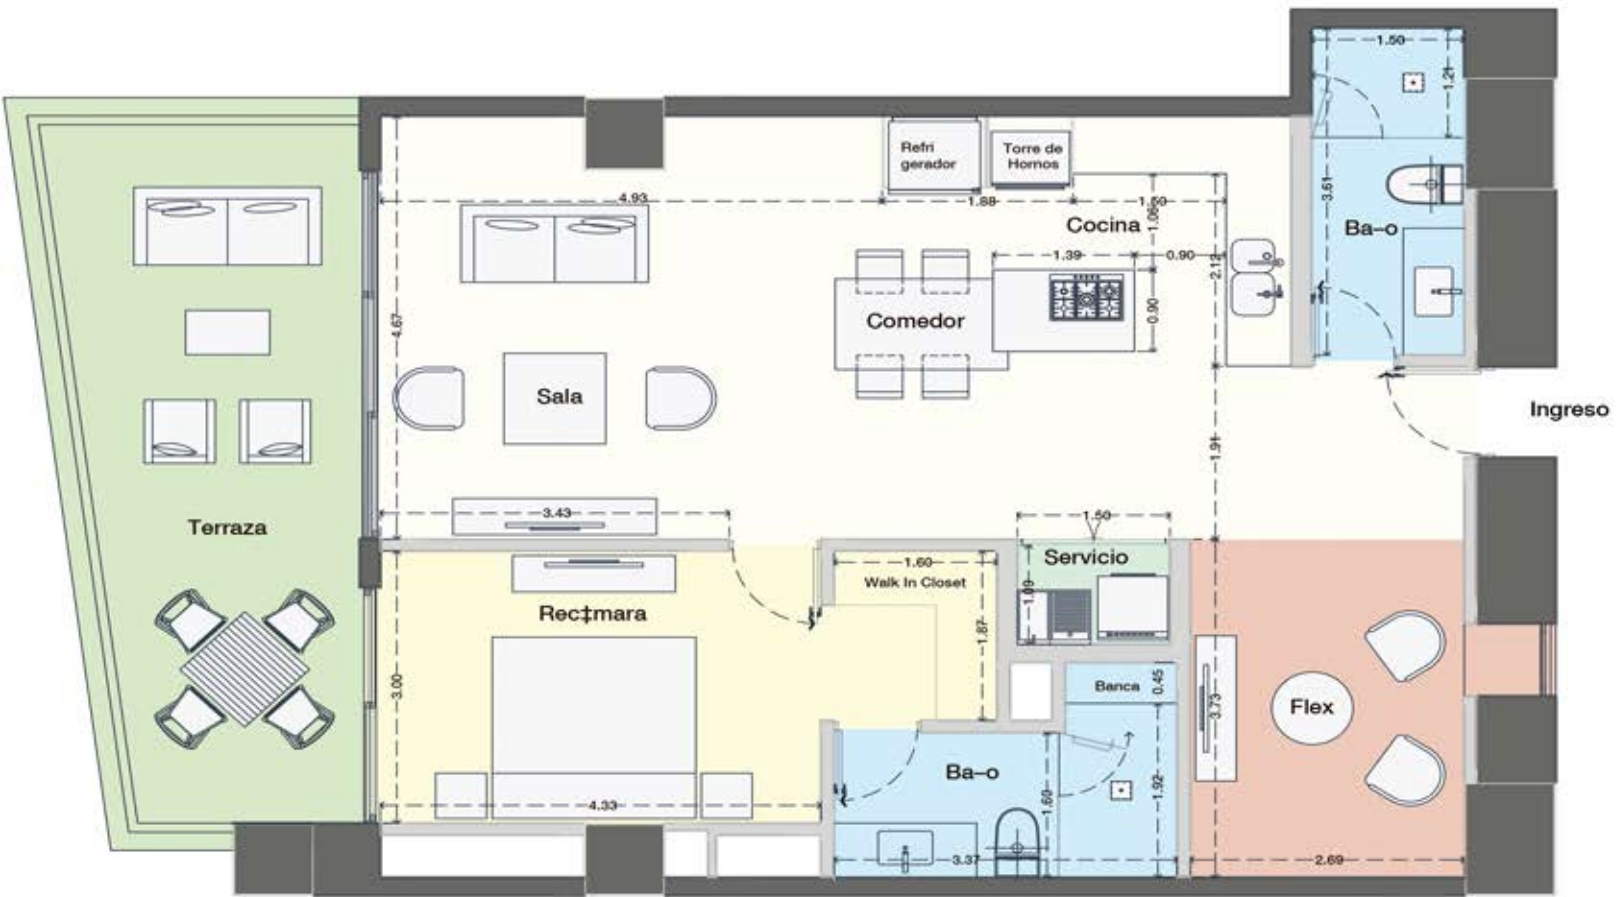 1.50
1.21
Refri
gerador
Torre de
Hornos
4.93
1.88
1.50
3.61
Cocina
1.06
Ba–o
1.39
0.90
2.12
4.67
Comedor
0.90
Sala
Ingreso
1.91
3.43
1.50
Terraza
Servicio
1.60
Walk In Closet
1.09
Rec‡mara
1.87
3.00
Banca
0.45
3.73
Flex
Ba–o
1.60
1.92
4.33
3.37
2.69